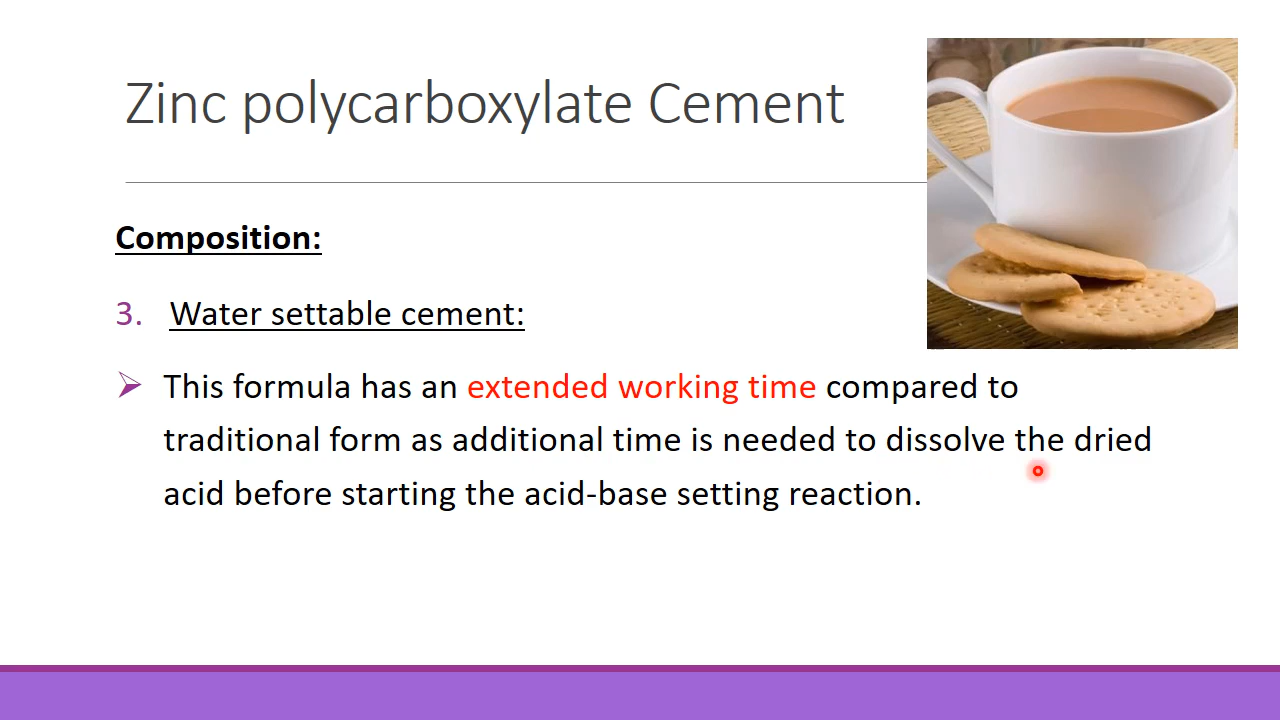 Zinc polycarboxylate Cement
Composition:
3. Water settable cement:
This formula has an extended working time compared to
traditional form as additional time is needed to dissolve the dried
acid before starting the acid-base setting reaction.